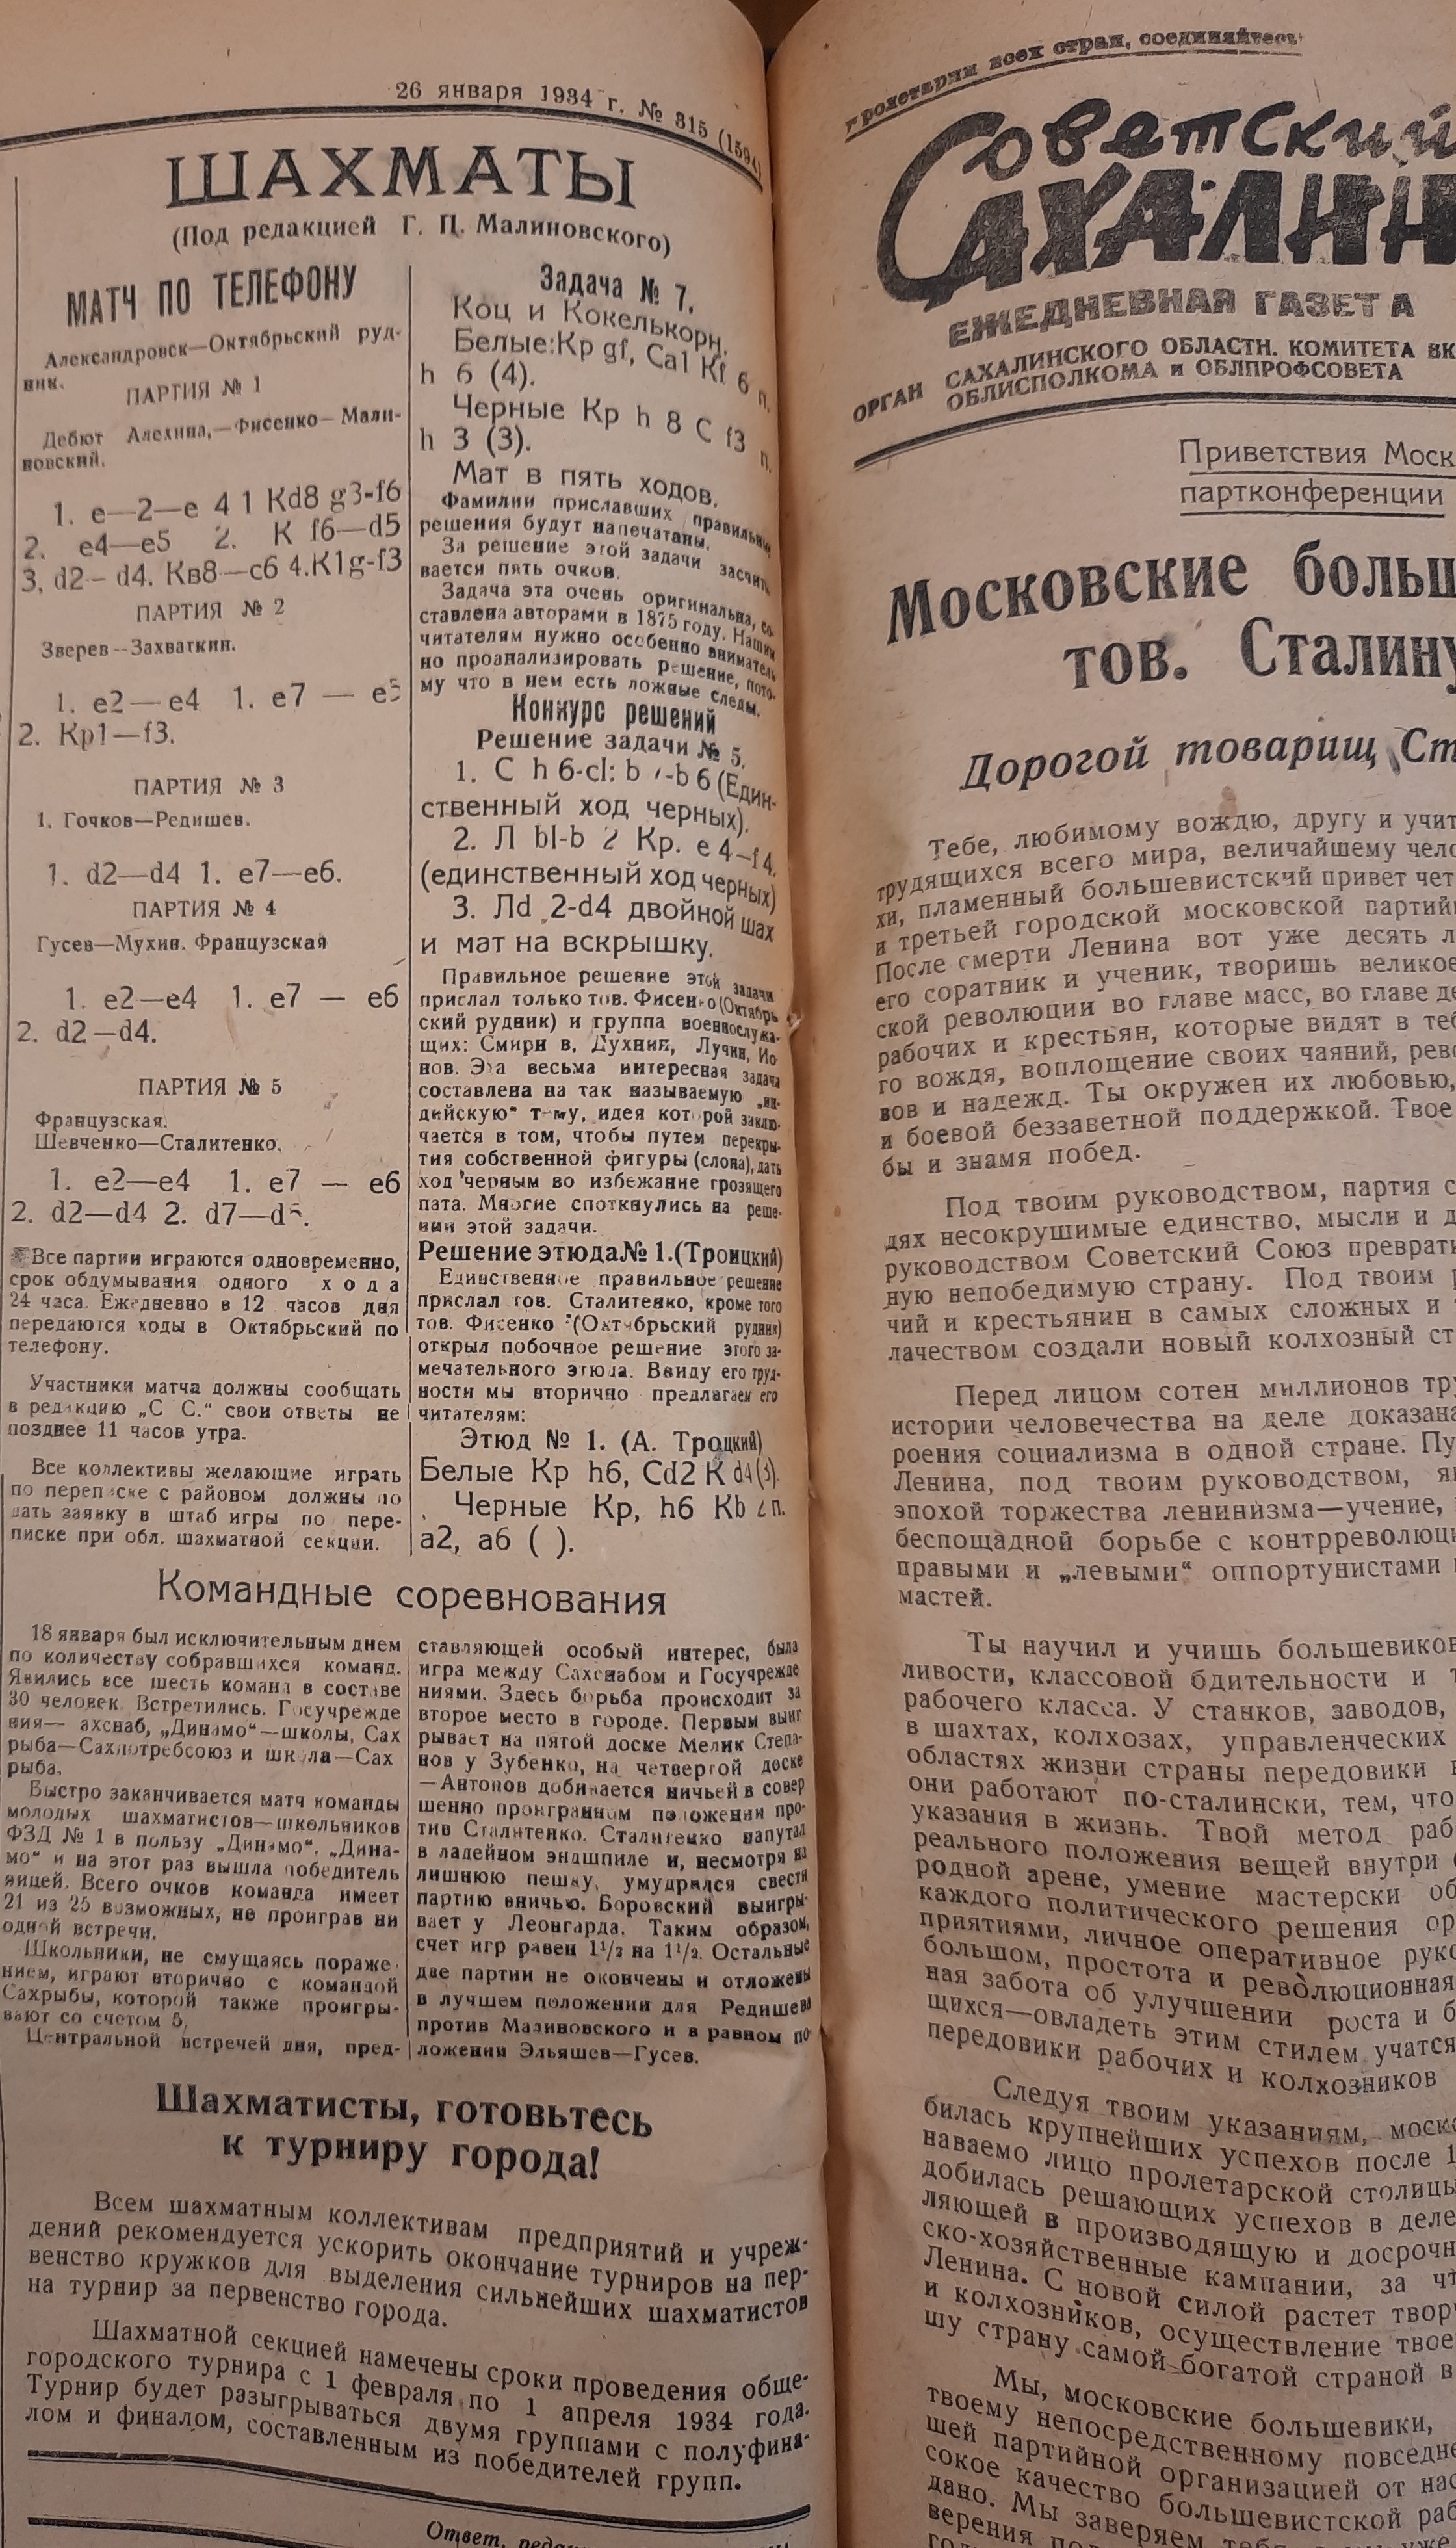 26 января 1934 г. № 315 (1594)
ШАХМАТЫ
(Под редакцией Г. П. Малиновского)
МАТЧ ПО ТЕЛЕФОНУ
Александровск—Октябрьский руд-
ник.
ПАРТИЯ № 1
Дебют Алехина,—Фисенко—Мали-
новский.
1. е—2—е 4 1 Кd8 g3-f6
2. е4—е5 2. К f6—d5
3, d2—d4. Кв8—с6 4.К1g-f3
ПАРТИЯ № 2
Зверев—Захваткин.
1. е2—е4 1. е7 — е5
2. Кр1—f3.
ПАРТИЯ № 3
1. Гочков—Редишев.
1. d2—d4 1. е7—е6.
ПАРТИЯ № 4
Гусев—Мухин. Французская
1. е2—е4 1. е7 — е6
2. d2—d4.
ПАРТИЯ № 5
Французская.
Шевченко—Сталитенко.
1. е2—е4 1. е7 — е6
2. d2—d4 2. d7—d5.
Все партии играются одновременно,
срок обдумывания одного хода
24 часа. Ежедневно в 12 часов дня
передаются ходы в Октябрьский по
телефону.
Участники матча должны сообщать
в редакцию „С С.“ свои ответы не
позднее 11 часов утра.
Все коллективы желающие играть
по переписке с районом должны по
дать заявку в штаб игры по пере-
писке при обл. шахматной секции.
Задача № 7.
Коц и Кокелькорн.
Белые:Кр gf, Са1 Кf 6 п.
h 6 (4).
Черные Кр h 8 С f3 п.
h 3 (3).
Мат в пять ходов.
Фамилии приславших правильные
решения будут напечатаны.
За решение этой задачи засчиты
вается пять очков.
Задача эта очень оригинальна, со
ставлена авторами в 1875 году. Нашим
читателям нужно особенно вниматель
но проанализировать решение, пото-
му что в нем есть ложные следы.
Конкурс решений
Решение задачи № 5.
1. С h 6-cl: b 7-b 6 (Един-
ственный ход черных).
2. Л bl-b 2 Кр. е 4—f4.
(единственный ход черных)
3. Лd 2-d4 двойной шах
и мат на вскрышку.
Правильное решение этой задачи
прислал только тов. Фисенко (Октябрь
ский рудник) и группа военнослужа-
щих: Смирн в, Духник, Лучин, Ио
нов. Эта весьма интересная задача
составлена на так называемую „ин-
дийскую“ тему, идея которой заклю-
чается в том, чтобы путем перекры-
тия собственной фигуры (слона), дать
ход черным во избежание грозящего
пата. Многие споткнулись на реше-
нии этой задачи.
Решение этюда № 1. (Троицкий)
Единственное правильное решение
прислал тов. Сталитенко, кроме того
тов. Фисенко (Октябрьский рудник)
открыл побочное решение этого за-
мечательного этюда. Ввиду его труд-
ности мы вторично предлагаем его
читателям:
Этюд № 1. (А. Троцкий)
Белые Кр h6, Cd2 К d4(3).
Черные Кр, h6 Кb 2 п.
а2, а6 ( ).
Командные соревнования
18 января был исключительным днем
по количеству собравшихся команд.
Явились все шесть команд в составе
30 человек. Встретились. Госучрежде
ния— ахснаб, „Динамо“—школы, Сах
рыба—Сахпотребсоюз и школа—Сах
рыба.
Быстро заканчивается матч команды
молодых шахматистов—школьников
ФЗД № 1 в пользу „Динамо“. „Дина-
мо“ и на этот раз вышла победитель
ницей. Всего очков команда имеет
21 из 25 возможных, не проиграв ни
одной встречи.
Школьники, не смущаясь пораже
нием, играют вторично с командой
Сахрыбы, которой также проигры-
вают со счетом 5.
Центральной встречей дня, пред-
ставляющей особый интерес, была
игра между Сахснабом и Госучрежде
ниями. Здесь борьба происходит за
второе место в городе. Первым выиг
рывает на пятой доске Мелик Степа-
нов у Зубенко, на четвертой доске
—Антонов добивается ничьей в совер
шенно проигранном положении про-
тив Сталитенко. Сталитенко напутал
в ладейном эндшпиле и, несмотря на
лишнюю пешку, умудрился свести
партию вничью. Боровский выигры-
вает у Леонгарда. Таким образом,
счет игр равен 1¹/₂ на 1¹/₂. Остальные
две партии не окончены и отложены
в лучшем положении для Редишева
против Малиновского и в равном по-
ложении Эльяшев—Гусев.
Шахматисты, готовьтесь
к турниру города!
Всем шахматным коллективам предприятий и учреж-
дений рекомендуется ускорить окончание турниров на пер-
венство кружков для выделения сильнейших шахматистов
на турнир за первенство города.
Шахматной секцией намечены сроки проведения обще-
городского турнира с 1 февраля по 1 апреля 1934 года.
Турнир будет разыгрываться двумя группами с полуфина-
лом и финалом, составленным из победителей групп.
Ответ.
Пролетарии всех стран, соединяйтесь
Советский
САХАЛИН
ЕЖЕДНЕВНАЯ ГАЗЕТА
ОРГАН САХАЛИНСКОГО ОБЛАСТН. КОМИТЕТА ВК
ОБЛИСПОЛКОМА и ОБЛПРОФСОВЕТА
Приветствия Моск
партконференции
Московские больш
тов. Сталину
Дорогой товарищ Ст
Тебе, любимому вождю, другу и учит
трудящихся всего мира, величайшему чело
хи, пламенный большевистский привет чет
и третьей городской московской партий
После смерти Ленина вот уже десять л
его соратник и ученик, творишь великое
ской революции во главе масс, во главе де
рабочих и крестьян, которые видят в теб
го вождя, воплощение своих чаяний, рево
вов и надежд. Ты окружен их любовью,
и боевой беззаветной поддержкой. Твое
бы и знамя побед.
Под твоим руководством, партия с
дях несокрушимые единство, мысли и д
руководством Советский Союз преврати
ную непобедимую страну. Под твоим р
чий и крестьянин в самых сложных и
лачеством создали новый колхозный ст
Перед лицом сотен миллионов тру
истории человечества на деле доказана
роения социализма в одной стране. Пу
Ленина, под твоим руководством, яв
эпохой торжества ленинизма—учение,
беспощадной борьбе с контрреволюци
правыми и „левыми“ оппортунистами
мастей.
Ты научил и учишь большевиков
ливости, классовой бдительности и т
рабочего класса. У станков, заводов,
в шахтах, колхозах, управленческих
областях жизни страны передовики
они работают по-сталински, тем, что
указания в жизнь. Твой метод раб
реального положения вещей внутри
родной арене, умение мастерски об
каждого политического решения ор
приятиями, личное оперативное руко
большом, простота и революционная
ная забота об улучшении роста и б
щихся—овладеть этим стилем учатся
передовики рабочих и колхозников
Следуя твоим указаниям, моско
билась крупнейших успехов после 1
наваемо лицо пролетарской столицы
добилась решающих успехов в деле
ляющей в производящую и досрочн
ско-хозяйственные кампании, за чт
Ленина. С новой силой растет творч
и колхозников, осуществление твое
шу страну самой богатой страной в
Мы, московские большевики,
твоему непосредственному повседне
шей партийной организацией от нас
сокое качество большевистской раб
дано. Мы заверяем тебя
верения